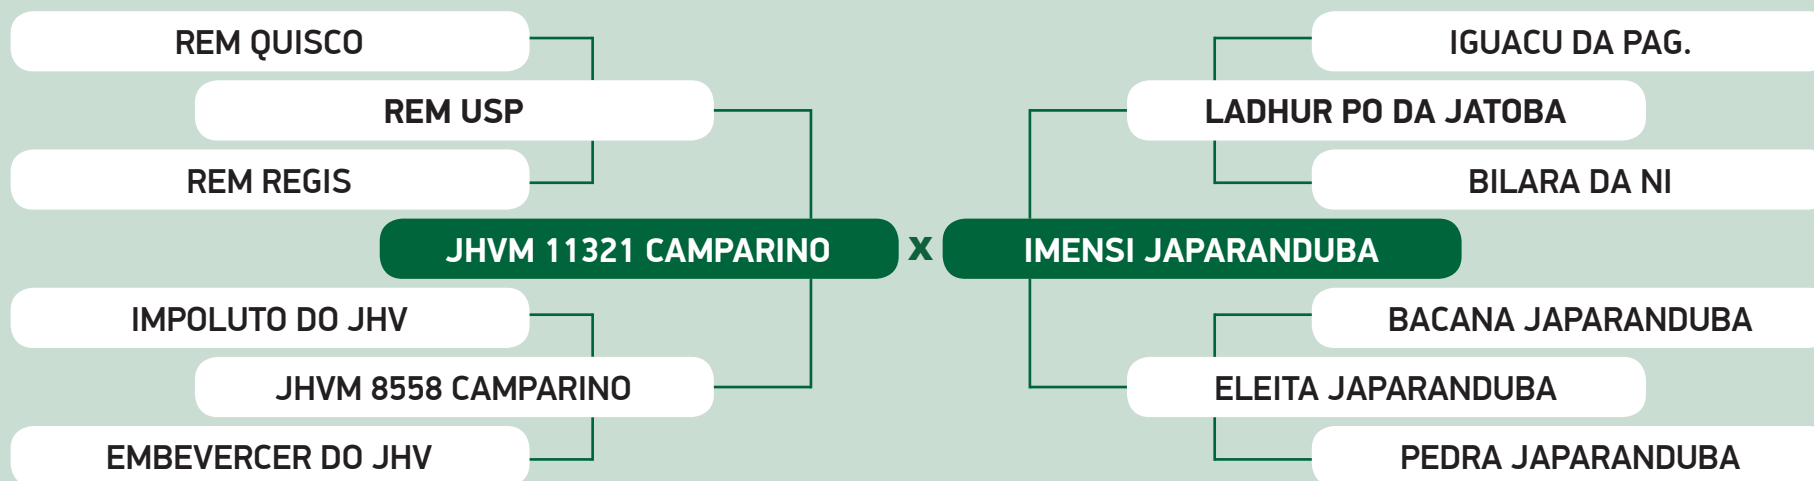 REM QUISCO
IGUACU DA PAG.
REM USP
LADHUR PO DA JATOBA
REM REGIS
BILARA DA NI
JHVM 11321 CAMPARINO X IMENSI JAPARANDUBA
IMPOLUTO DO JHV
BACANA JAPARANDUBA
JHVM 8558 CAMPARINO
ELEITA JAPARANDUBA
EMBEVERCER DO JHV
PEDRA JAPARANDUBA